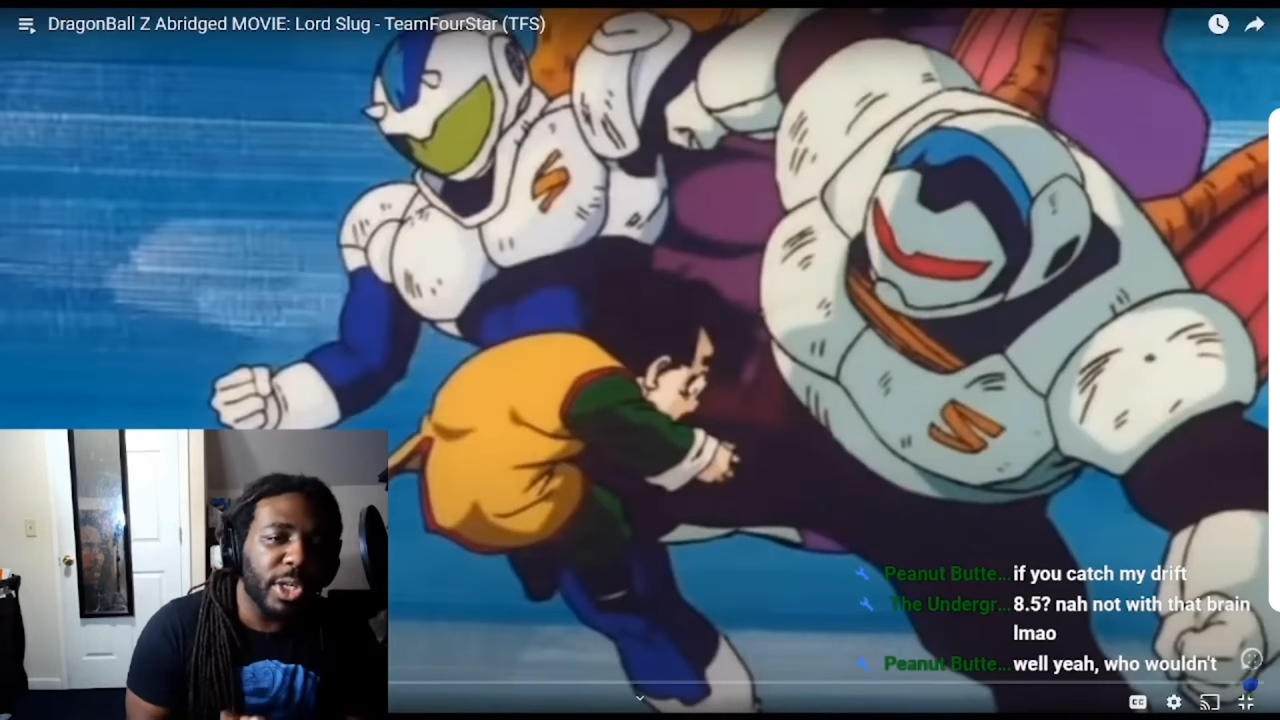 DragonBall Z Abridged MOVIE: Lord Slug - TeamFourStar (TFS)
S
S
Peanut Butte... if you catch my drift
The Undergr... 8.5? nah not with that brain
lmao
Peanut Butte... well yeah, who wouldn't
CC